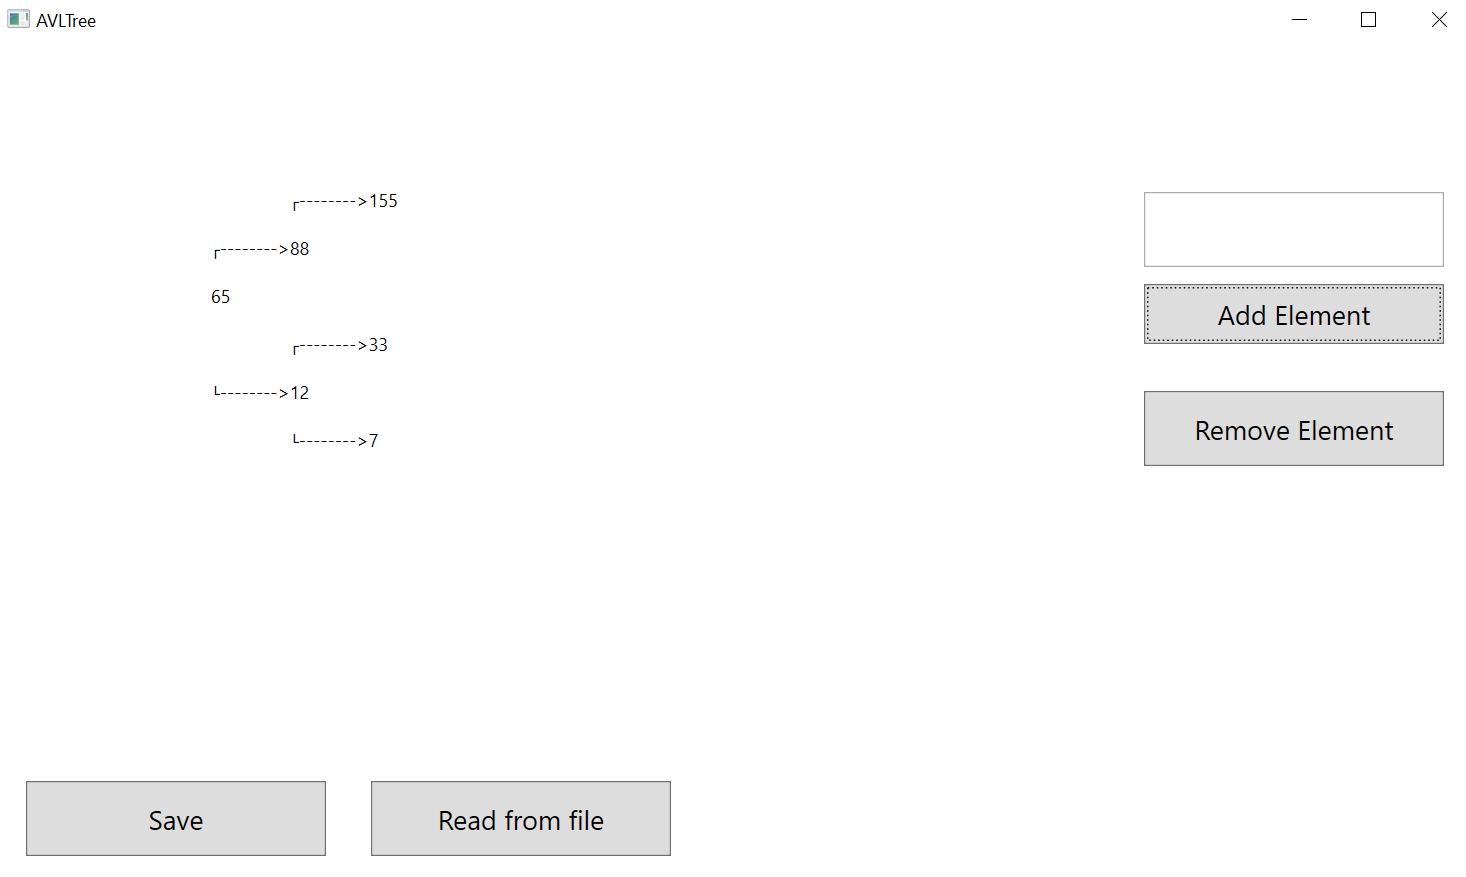 AVLTree
┌-------->155
┌-------->88
65
┌-------->33
└-------->12
└-------->7
Add Element
Remove Element
Save
Read from file